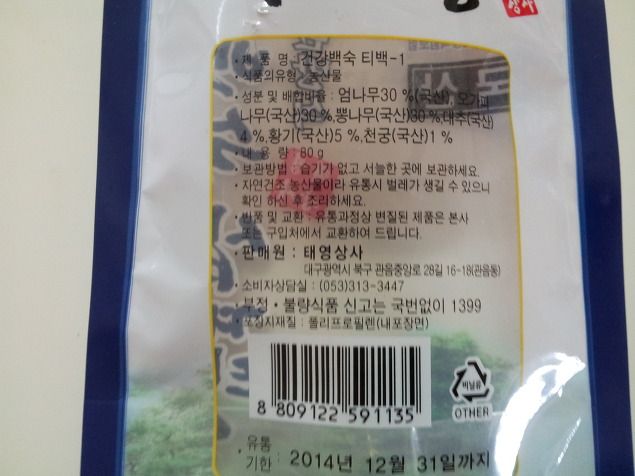 상사
· 제 품 명 : 건강백숙 티백-1
· 식품의유형 : 농산물
· 성분 및 배합비율 : 엄나무30 %(국산), 오가피
나무(국산)30 %,뽕나무(국산)30 %,대추(국산)
4 %,황기(국산)5 %,천궁(국산)1 %
· 내 용 량 : 80 g
· 보관방법 : 습기가 없고 서늘한 곳에 보관하세요.
· 자연건조 농산물이라 유통시 벌레가 생길 수 있으니
확인 하신 후 조리하세요.
· 반품 및 교환 : 유통과정상 변질된 제품은 본사
또는 구입처에서 교환하여 드립니다.
· 판매원 : 태영상사
대구광역시 북구 관음중앙로 28길 16-18(관음동)
· 소비자상담실 : (053)313-3447
· 부정 · 불량식품 신고는 국번없이 1399
· 포장지재질 : 폴리프로필렌(내포장면)
8 809122 591135
비닐류
OTHER
· 유통
기한 : 2014년 12월 31일까지